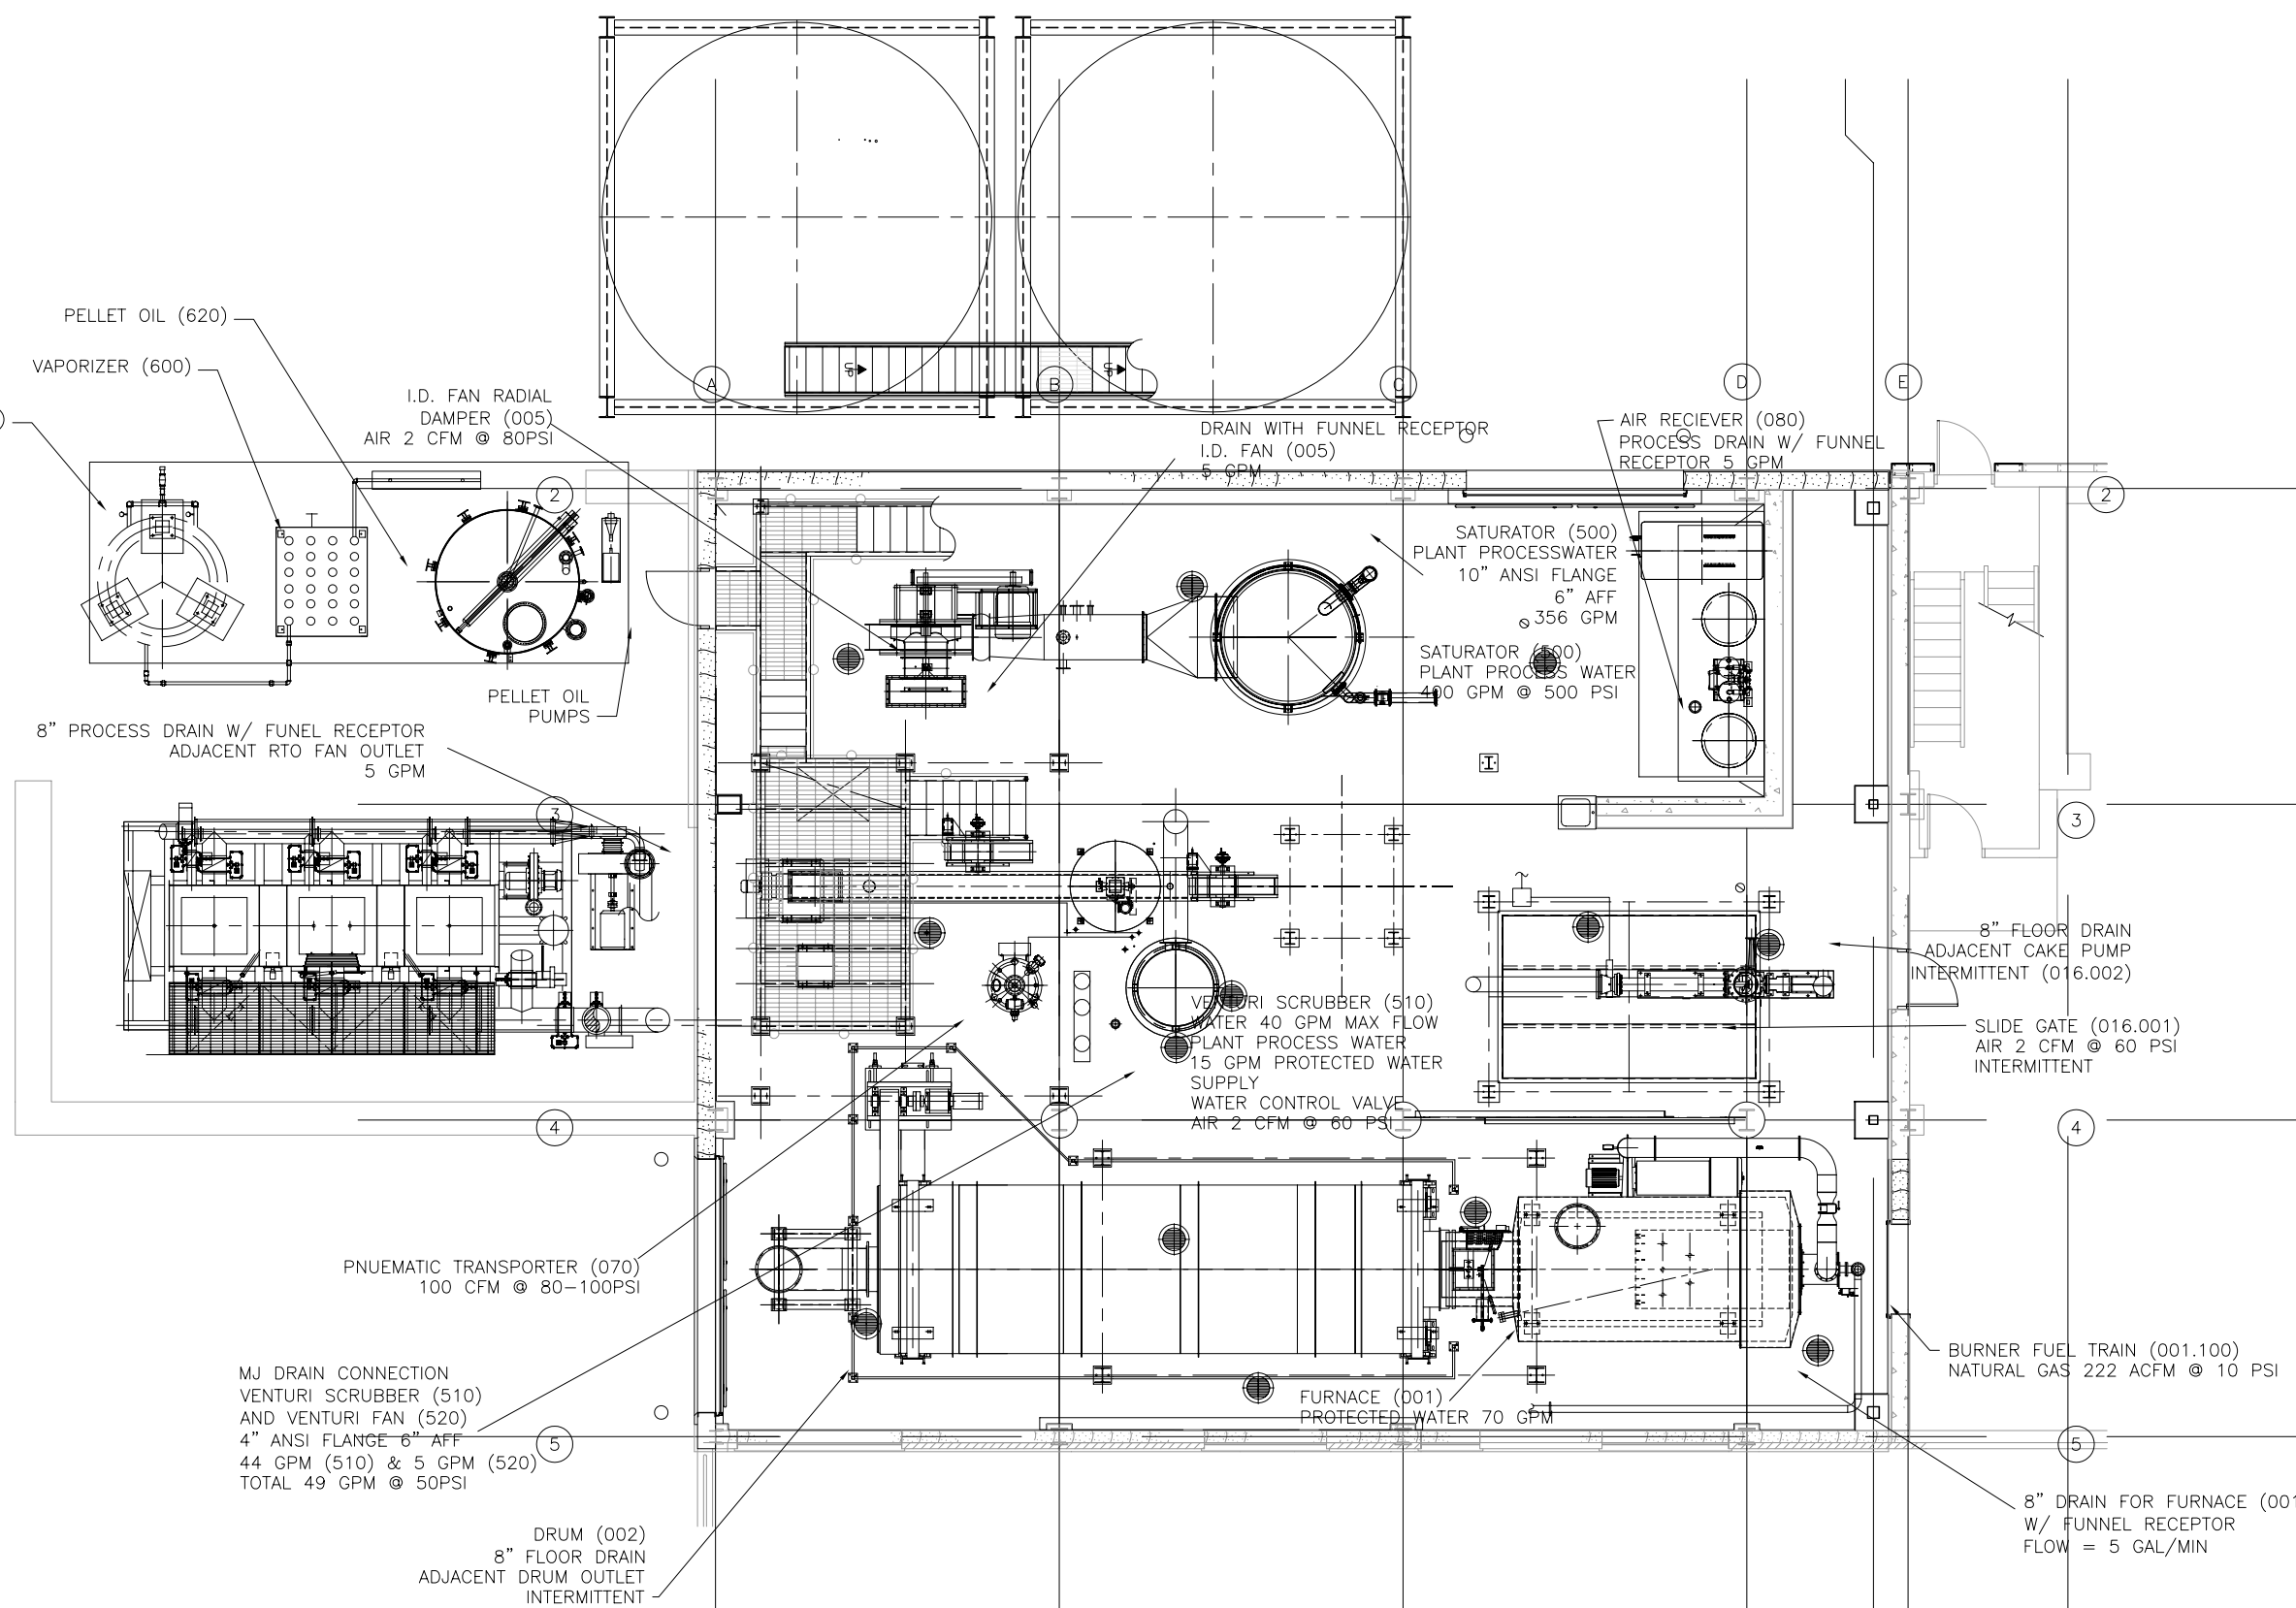 UP
UP
A
B
C
D
E
PELLET OIL (620)
VAPORIZER (600)
)
I.D. FAN RADIAL
DAMPER (005)
AIR 2 CFM @ 80PSI
DRAIN WITH FUNNEL RECEPTOR
I.D. FAN (005)
5 GPM
AIR RECIEVER (080)
PROCESS DRAIN W/ FUNNEL
RECEPTOR 5 GPM
2
2
SATURATOR (500)
PLANT PROCESSWATER
10" ANSI FLANGE
6" AFF
356 GPM
SATURATOR (500)
PLANT PROCESS WATER
400 GPM @ 500 PSI
PELLET OIL
PUMPS
8" PROCESS DRAIN W/ FUNEL RECEPTOR
ADJACENT RTO FAN OUTLET
5 GPM
3
3
8" FLOOR DRAIN
ADJACENT CAKE PUMP
INTERMITTENT (016.002)
VENTURI SCRUBBER (510)
WATER 40 GPM MAX FLOW
PLANT PROCESS WATER
15 GPM PROTECTED WATER
SUPPLY
WATER CONTROL VALVE
AIR 2 CFM @ 60 PSI
SLIDE GATE (016.001)
AIR 2 CFM @ 60 PSI
INTERMITTENT
4
4
PNUEMATIC TRANSPORTER (070)
100 CFM @ 80-100PSI
MJ DRAIN CONNECTION
VENTURI SCRUBBER (510)
AND VENTURI FAN (520)
4" ANSI FLANGE 6" AFF
44 GPM (510) & 5 GPM (520)
TOTAL 49 GPM @ 50PSI
FURNACE (001)
PROTECTED WATER 70 GPM
BURNER FUEL TRAIN (001.100)
NATURAL GAS 222 ACFM @ 10 PSI
5
5
DRUM (002)
8" FLOOR DRAIN
ADJACENT DRUM OUTLET
INTERMITTENT
8" DRAIN FOR FURNACE (001
W/ FUNNEL RECEPTOR
FLOW = 5 GAL/MIN